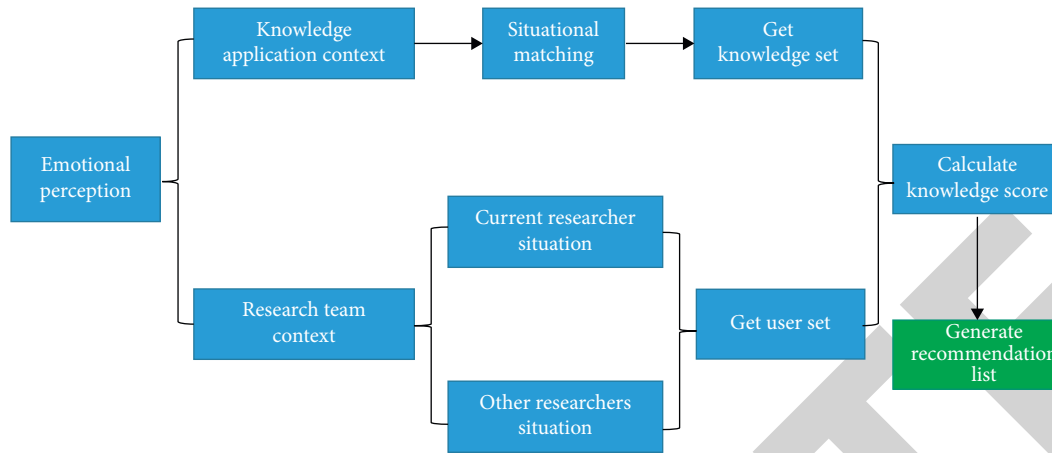 Knowledge
application context
Situational
matching
Get
knowledge set
Emotional
perception
Calculate
knowledge score
Current researcher
situation
Research team
context
Get user set
Generate
recommendation
list
Other researchers
situation